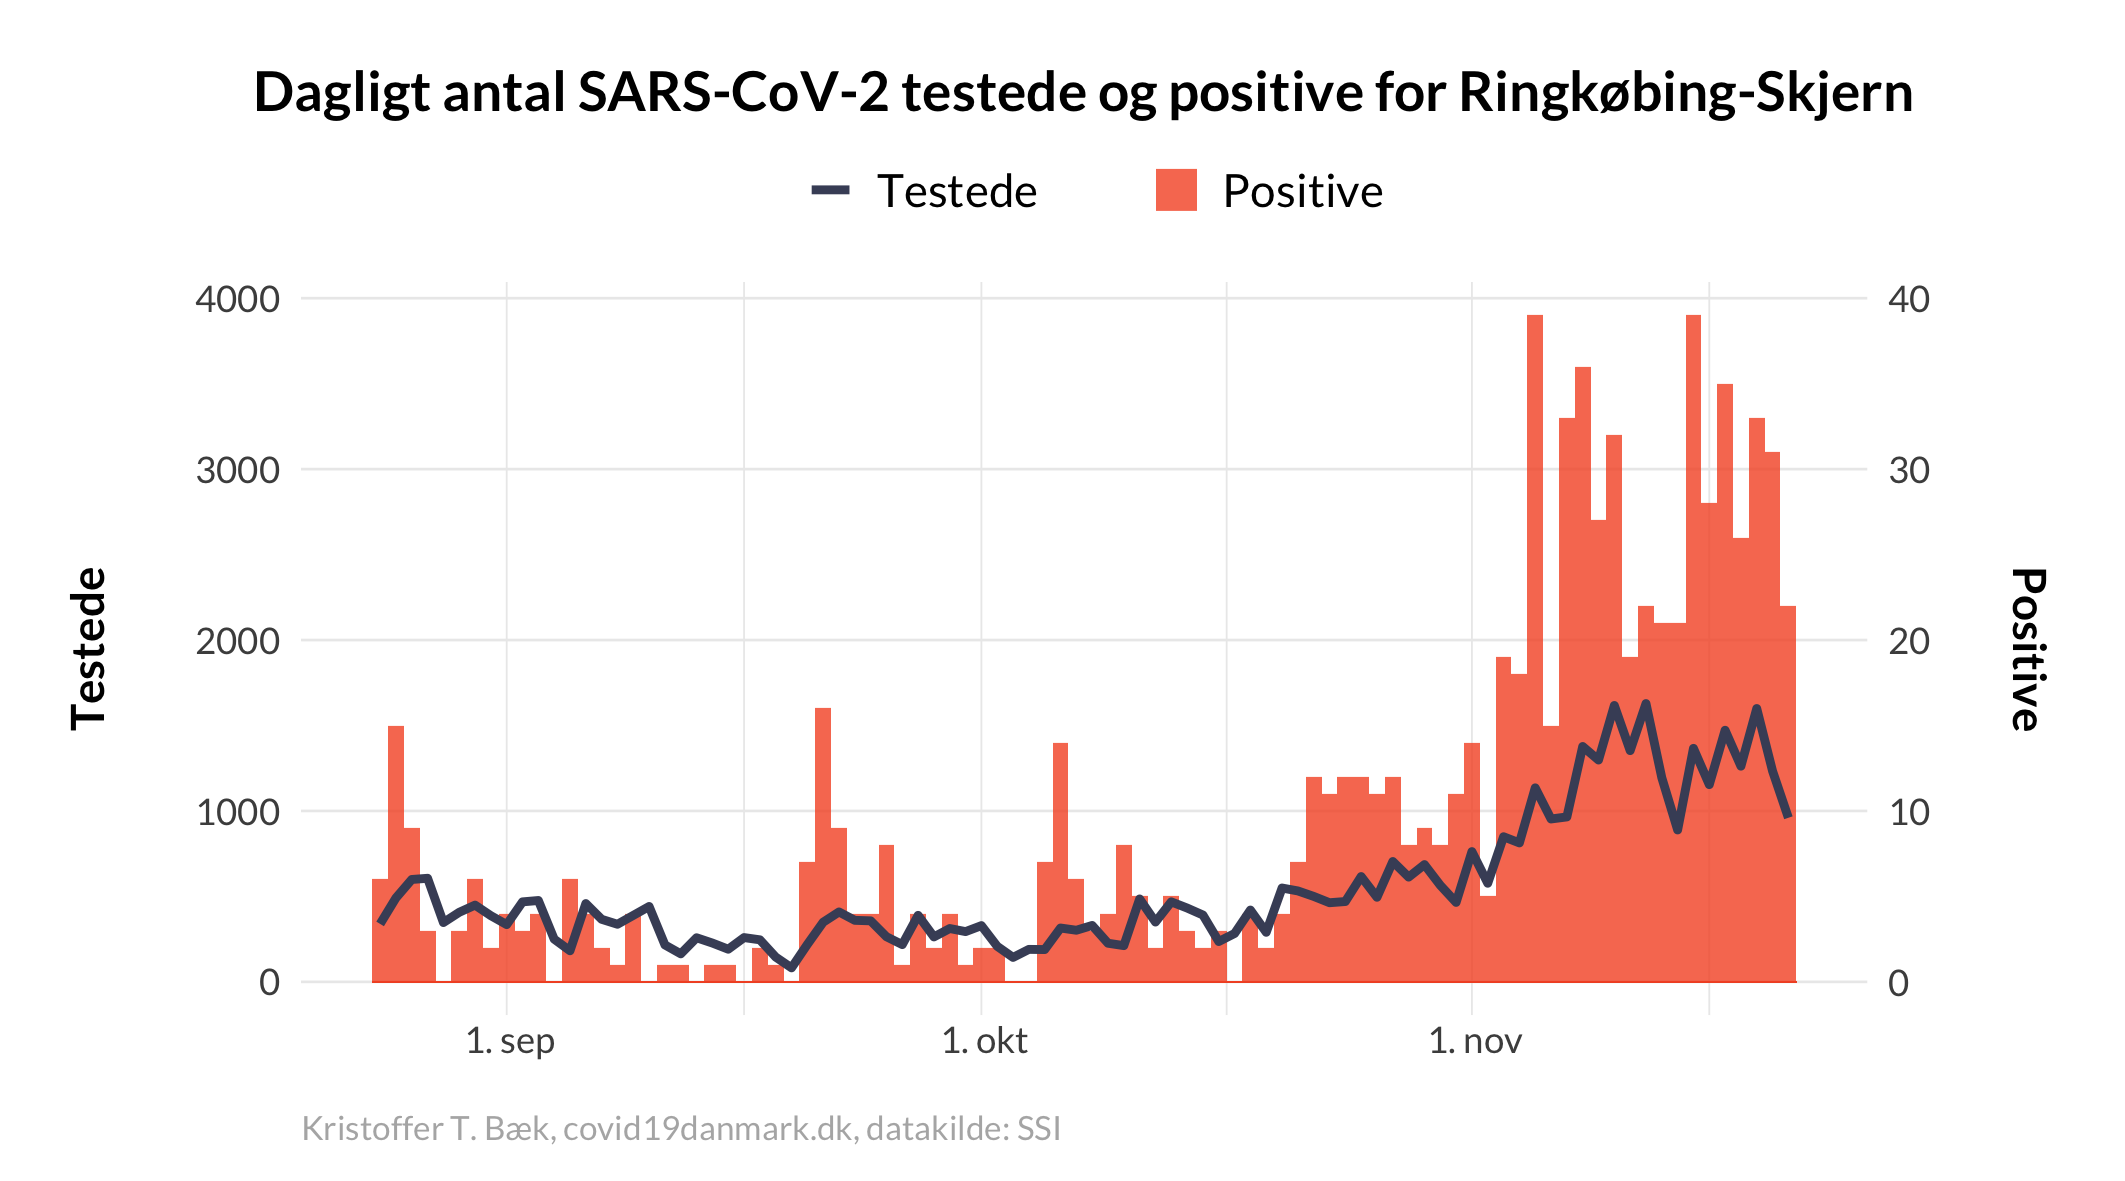 Dagligt antal SARS-CoV-2 testede og positive for Ringkøbing-Skjern
Testede
Positive
4000
3000
2000
1000
0
Testede
40
30
20
10
0
Positive
1. sep
1. okt
1. nov
Kristoffer T. Bæk, covid19danmark.dk, datakilde: SSI